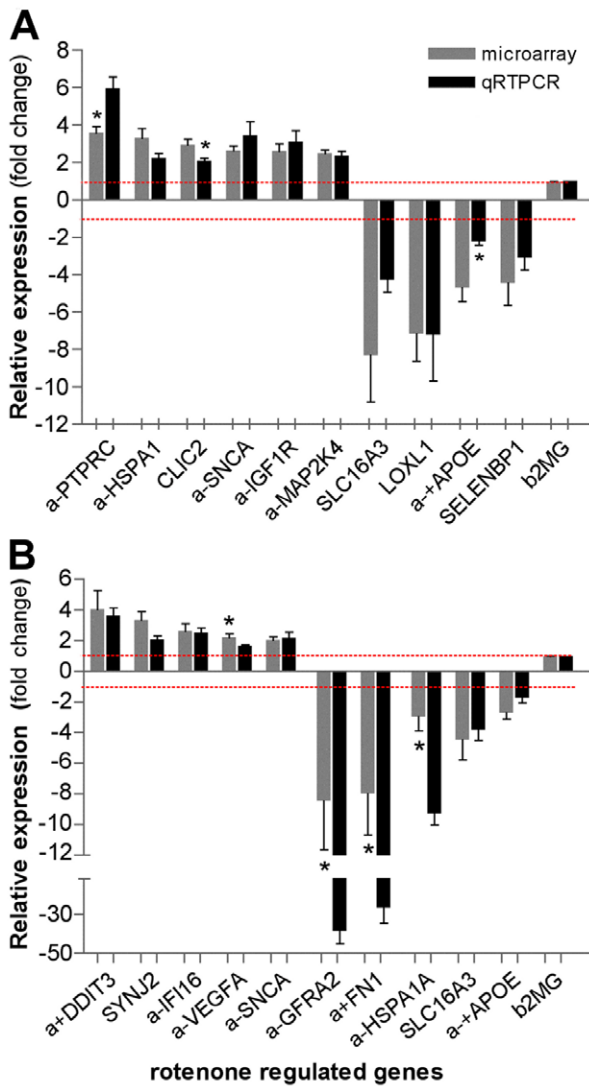 A
Relative expression (fold change)
8
6
4
2
0
-2
-4
-6
-8
-10
-12
microarray
qRTPCR
*
*
*
a-PTPRC
a-HSPA1
CLIC2
a-SNCA
a-IGF1R
a-MAP2K4
SLC16A3
LOXL1
a-+APOE
SELENBP1
b2MG
B
Relative expression (fold change)
6
4
2
0
-2
-4
-6
-8
-10
-12
-30
-50
*
*
*
*
a+DDIT3
SYNJ2
a-IFI16
a-VEGFA
a-SNCA
a-GFRA2
a+FN1
a-HSPA1A
SLC16A3
a-+APOE
b2MG
rotenone regulated genes